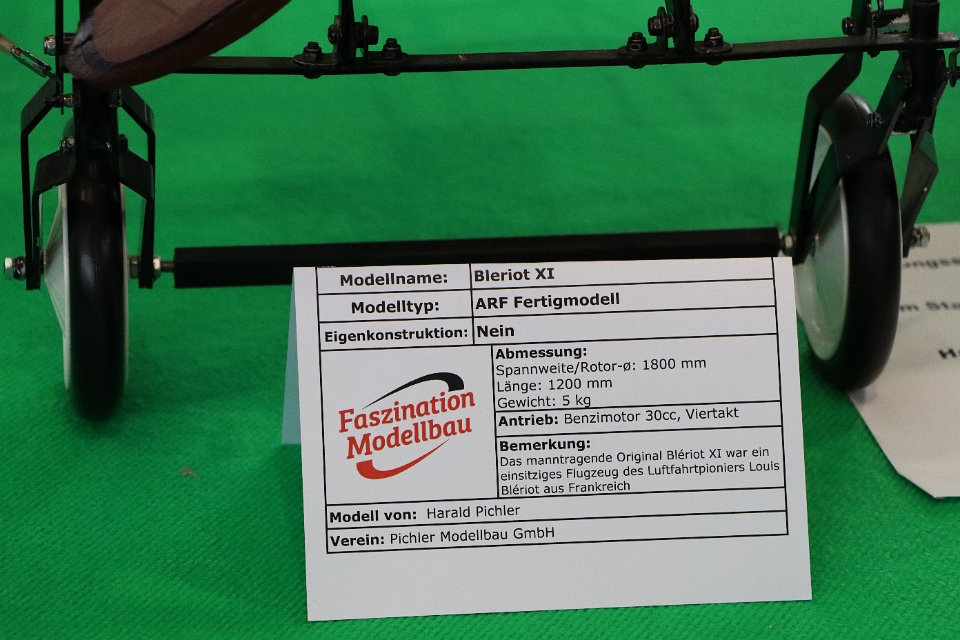 Modellname: Bleriot XI
Modelltyp: ARF Fertigmodell
Eigenkonstruktion: Nein
Faszination
Modellbau
Abmessung:
Spannweite/Rotor-ø: 1800 mm
Länge: 1200 mm
Gewicht: 5 kg
Antrieb: Benzimotor 30cc, Viertakt
Bemerkung:
Das manntragende Original Blériot XI war ein
einsitziges Flugzeug des Luftfahrtpioniers Louis
Blériot aus Frankreich
Modell von: Harald Pichler
Verein: Pichler Modellbau GmbH